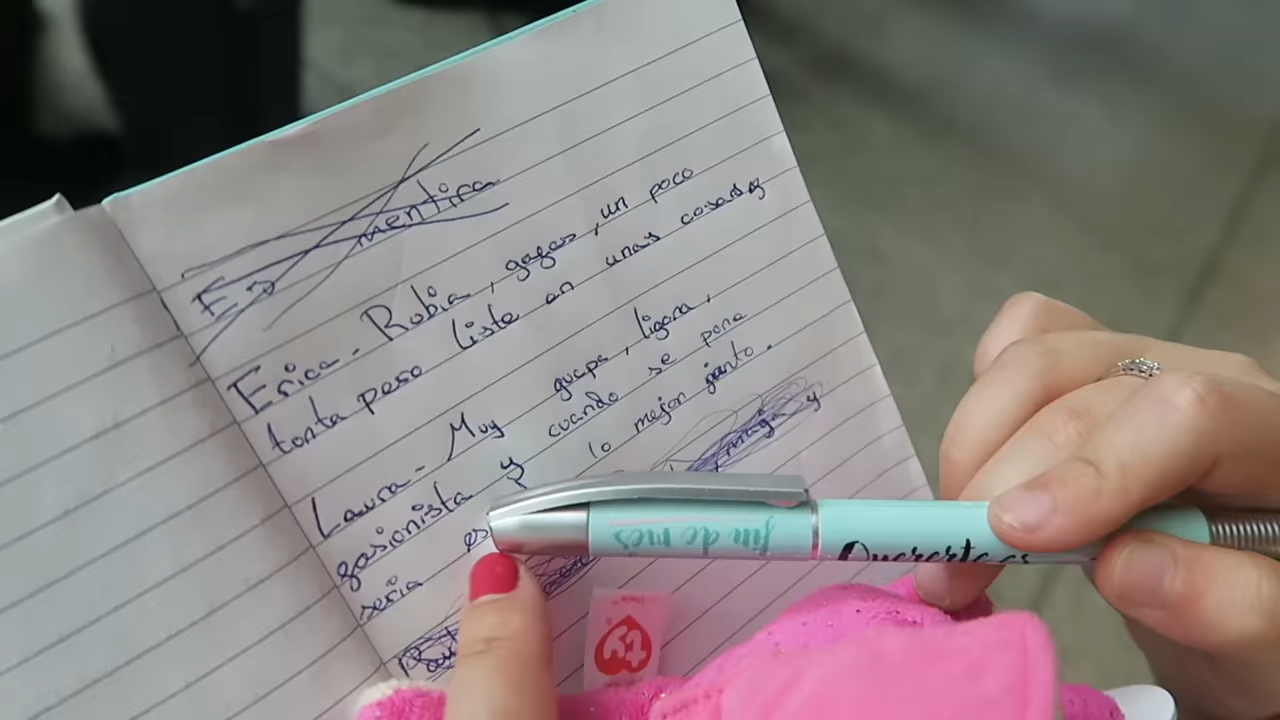 Es mentira
Erica - Rubia, gafas, un poco
tonta pero lista en unas cosas y
Laura - Muy guapa, ligona,
gasionista y cuando se pone
seria es lo mejor junto.
y
fin de mes
Quererte es
ty